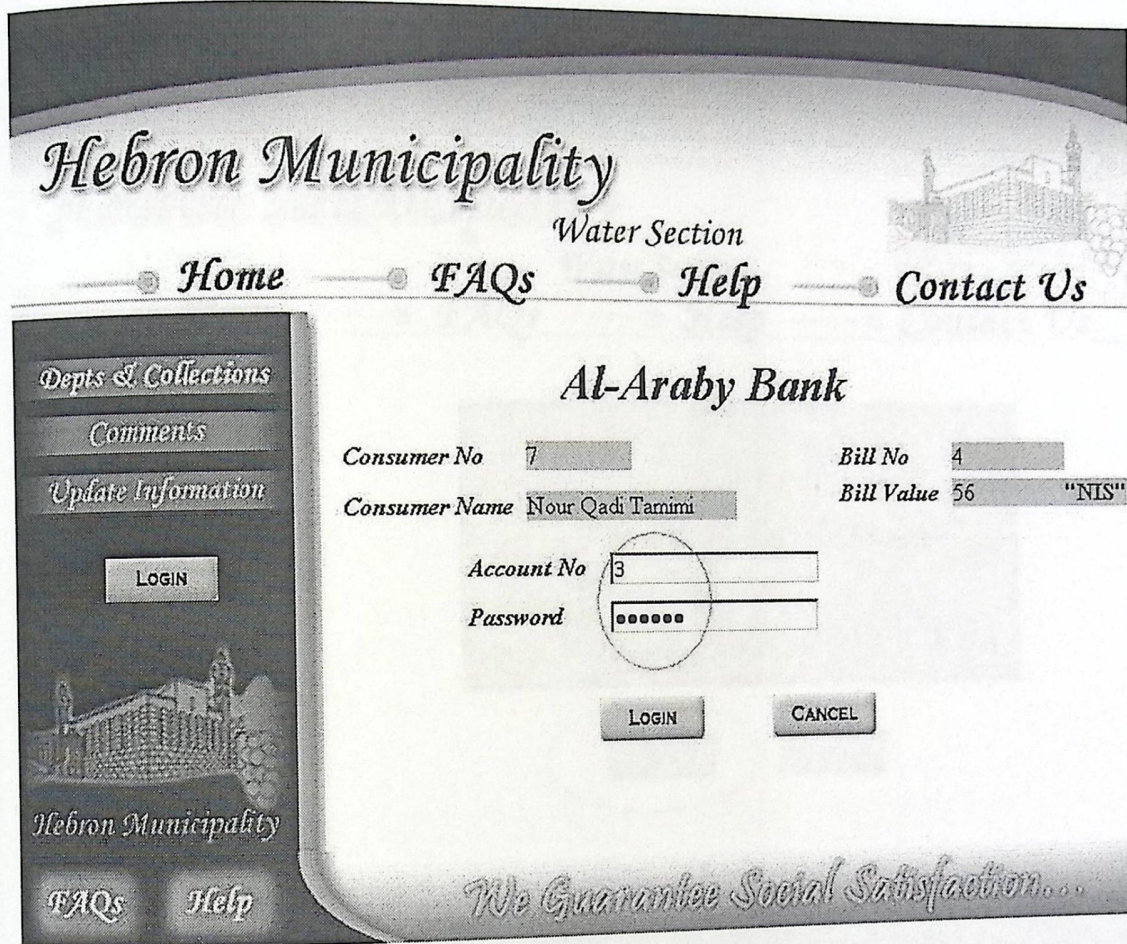 Hebron Municipality
Water Section
Home FAQs Help Contact Us
Depts & Collections
Comments
Update Information
LOGIN
Hebron Municipality
FAQs Help
Al-Araby Bank
Consumer No 7 Bill No 4
Consumer Name Nour Qadi Tamimi Bill Value 56 "NIS"
Account No 3
Password ●●●●●●
LOGIN CANCEL
We Guarantee Social Satisfaction...